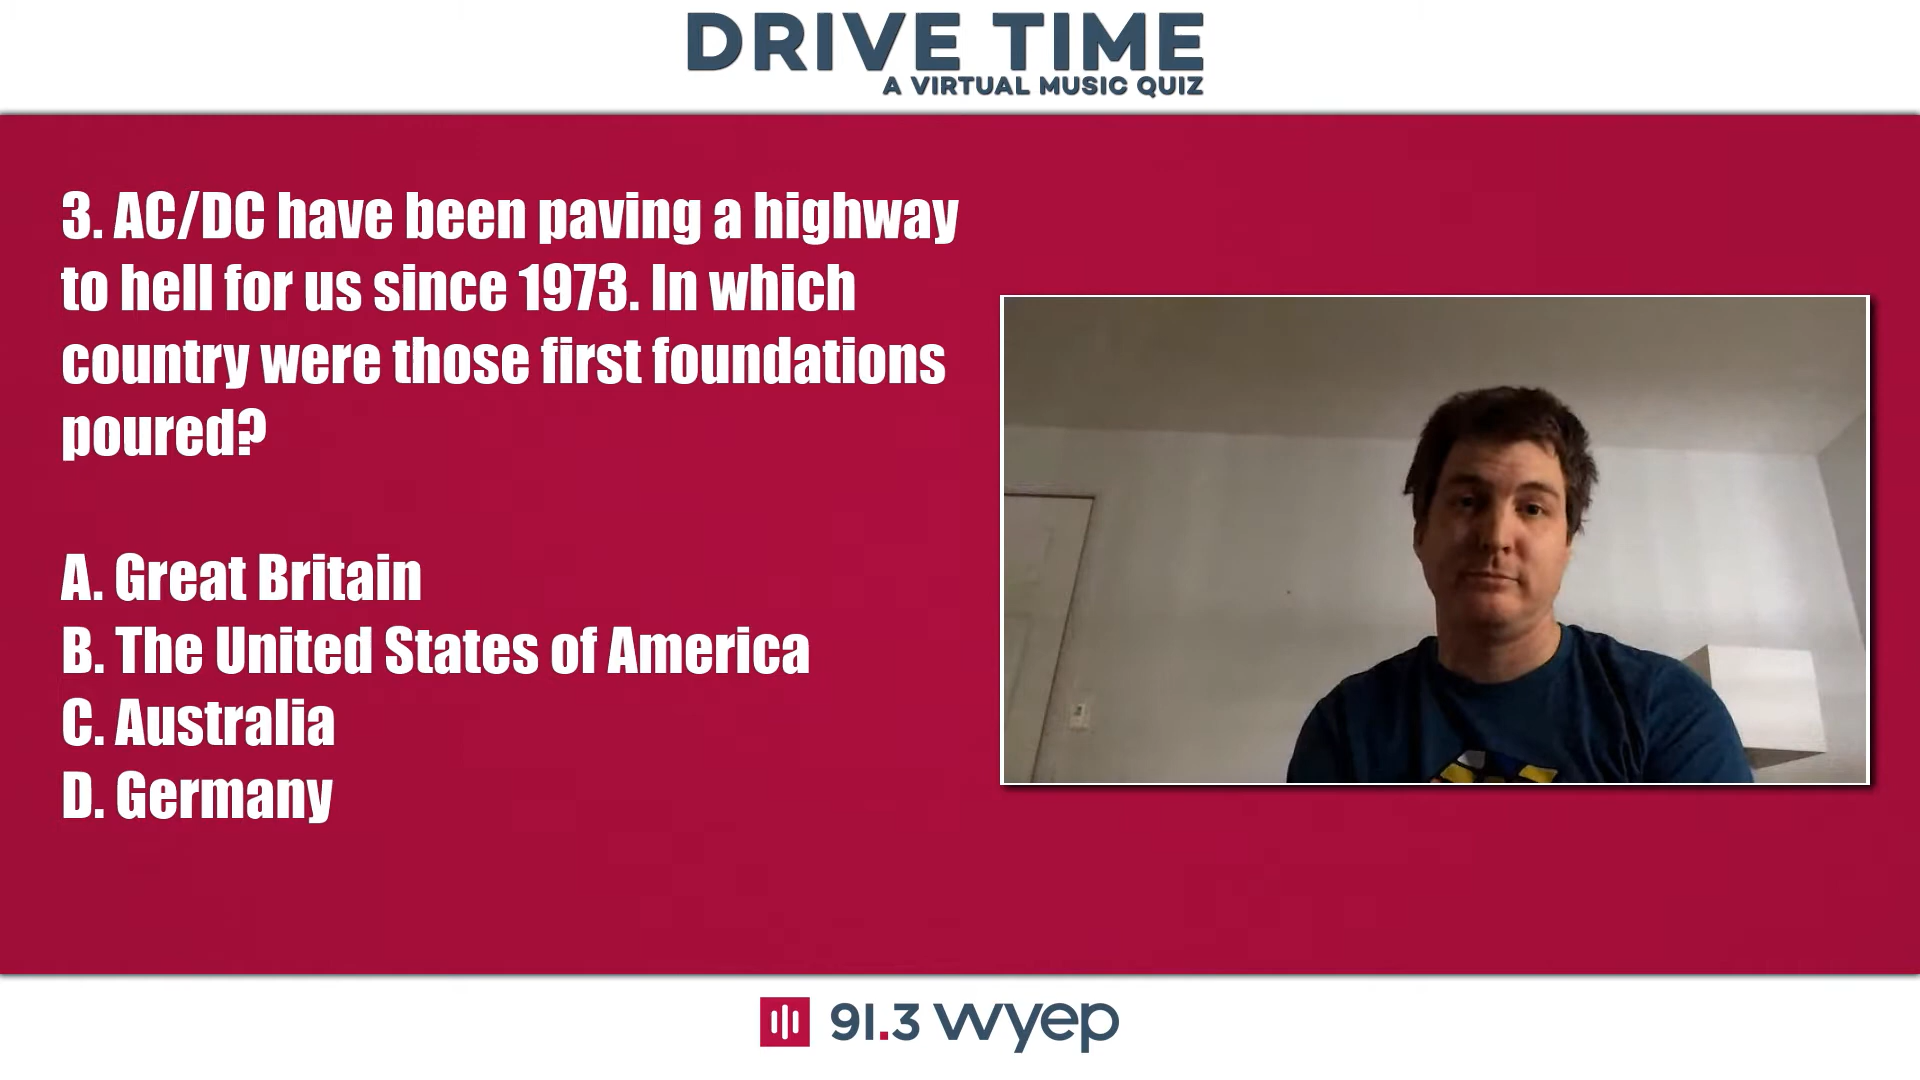 DRIVE TIME
A VIRTUAL MUSIC QUIZ
3. AC/DC have been paving a highway
to hell for us since 1973. In which
country were those first foundations
poured?
A. Great Britain
B. The United States of America
C. Australia
D. Germany
91.3 wyep